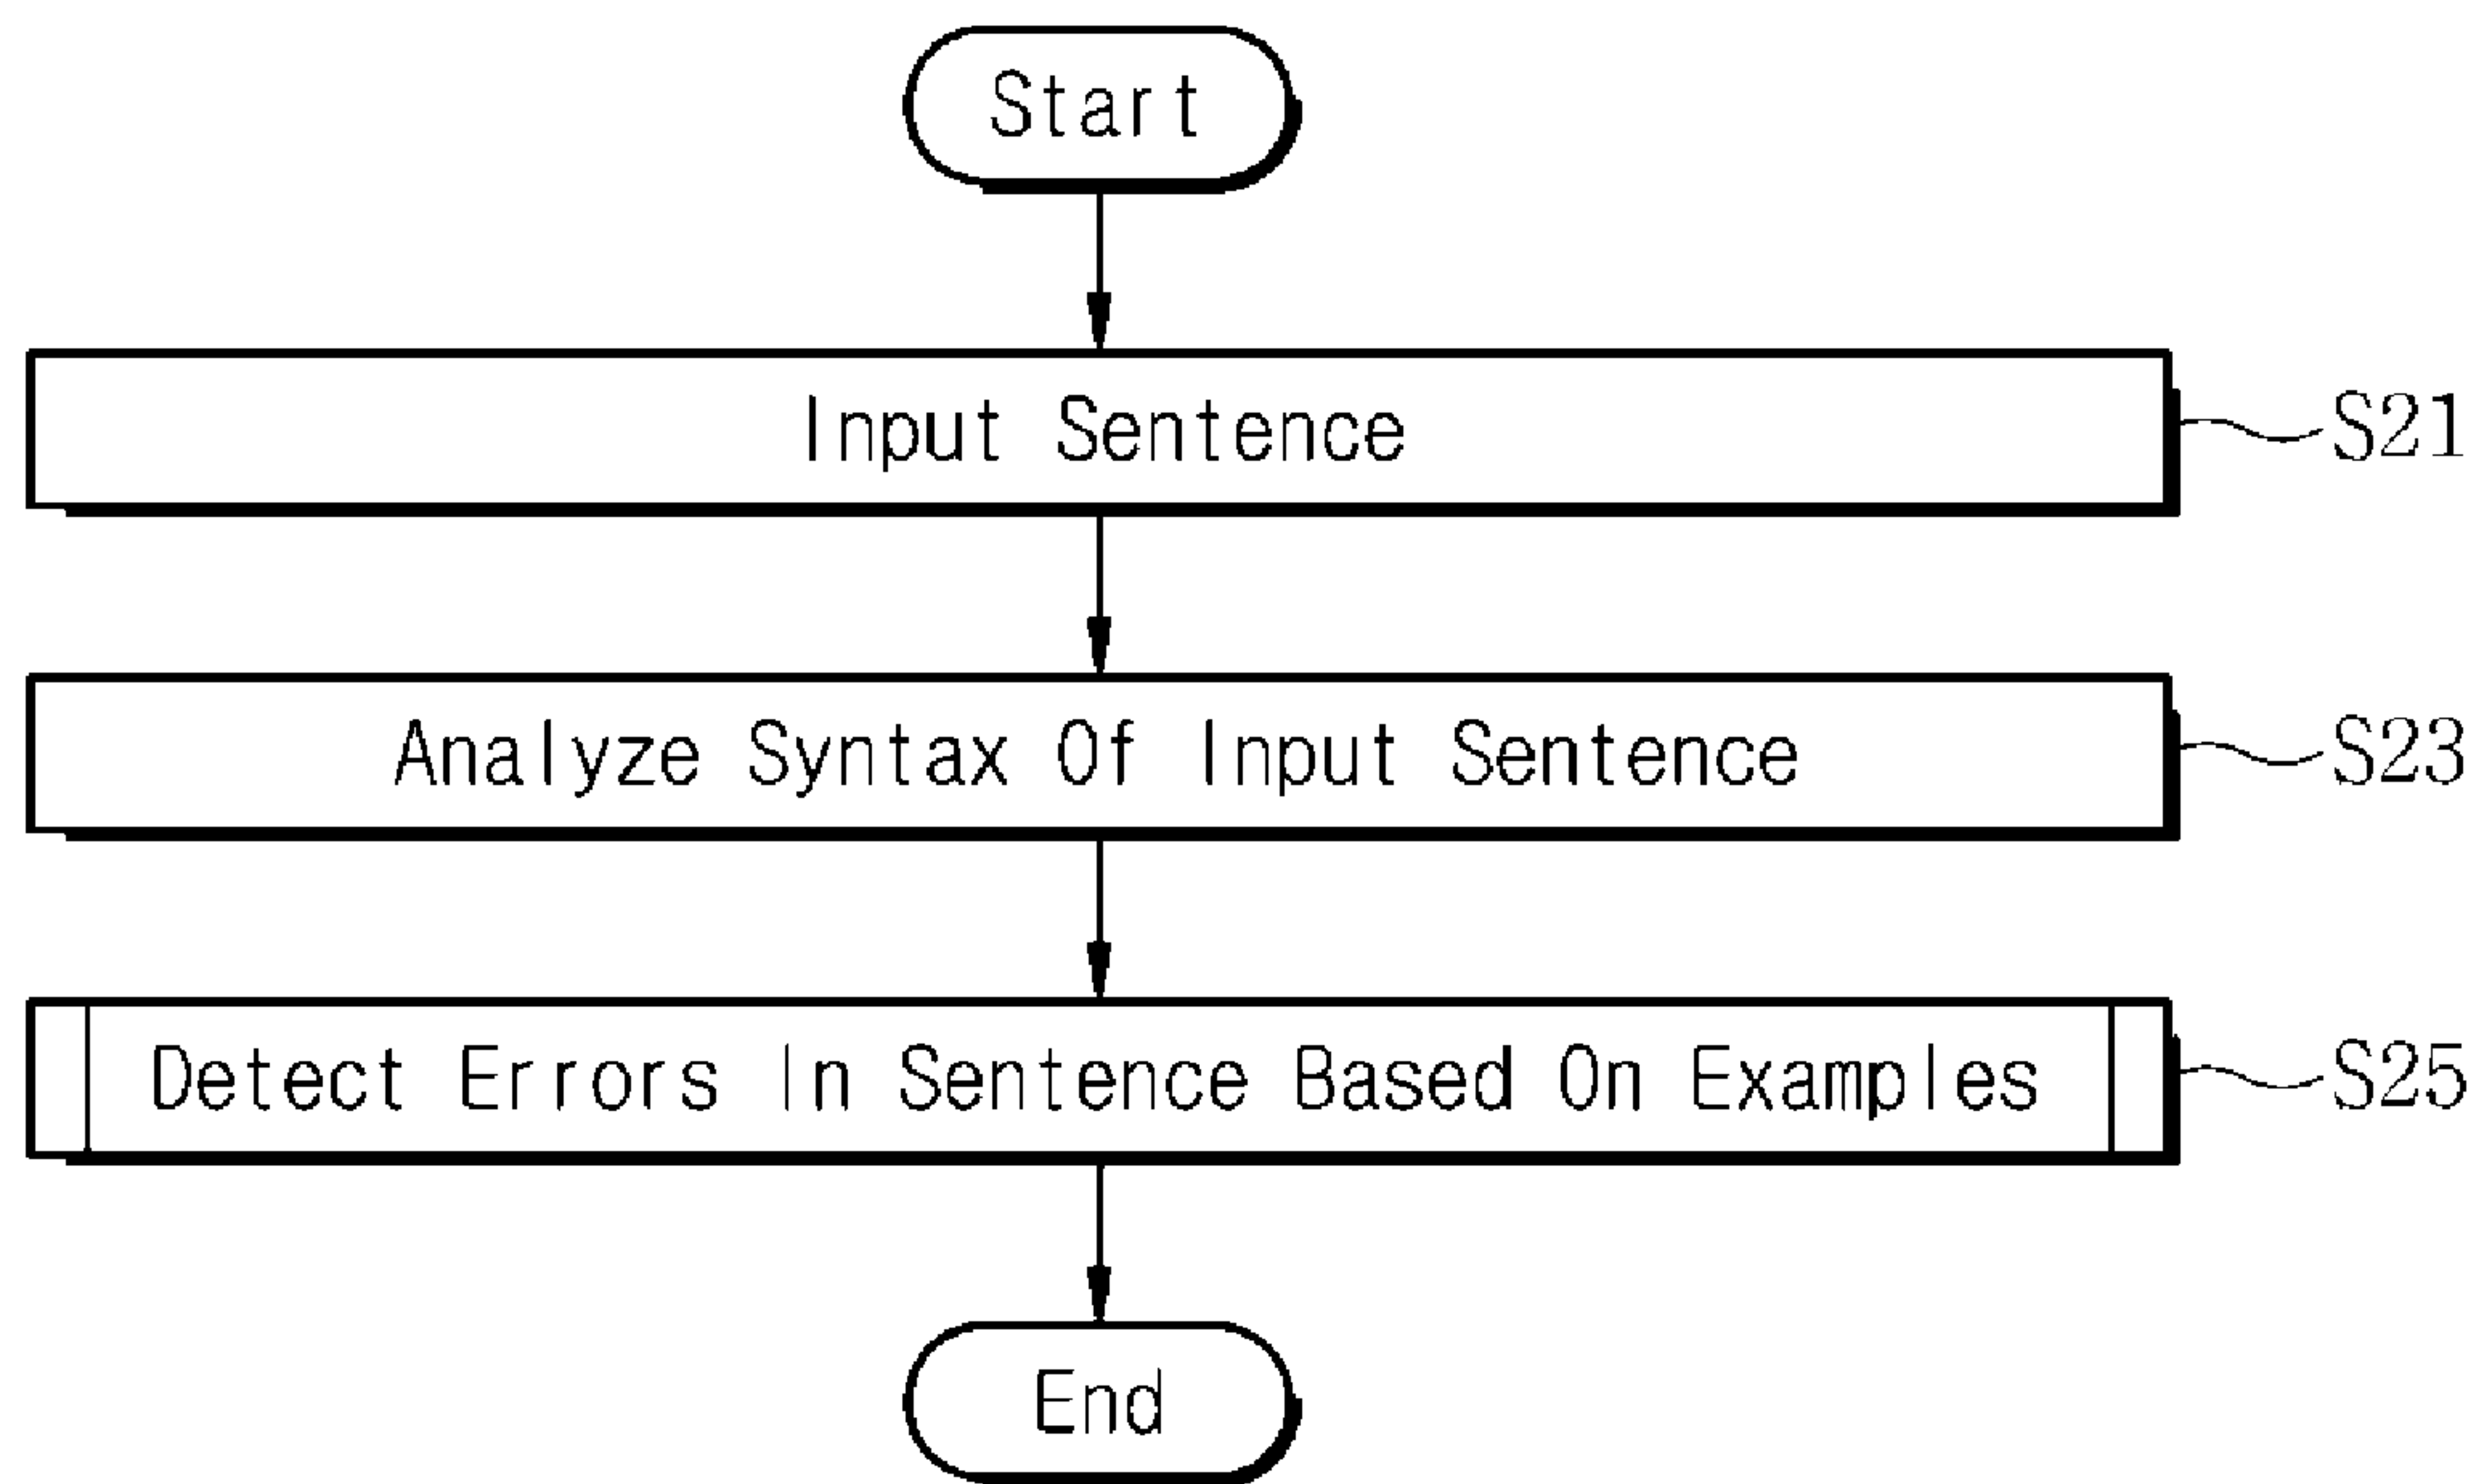 Start
Input Sentence S21
Analyze Syntax Of Input Sentence S23
Detect Errors In Sentence Based On Examples S25
End